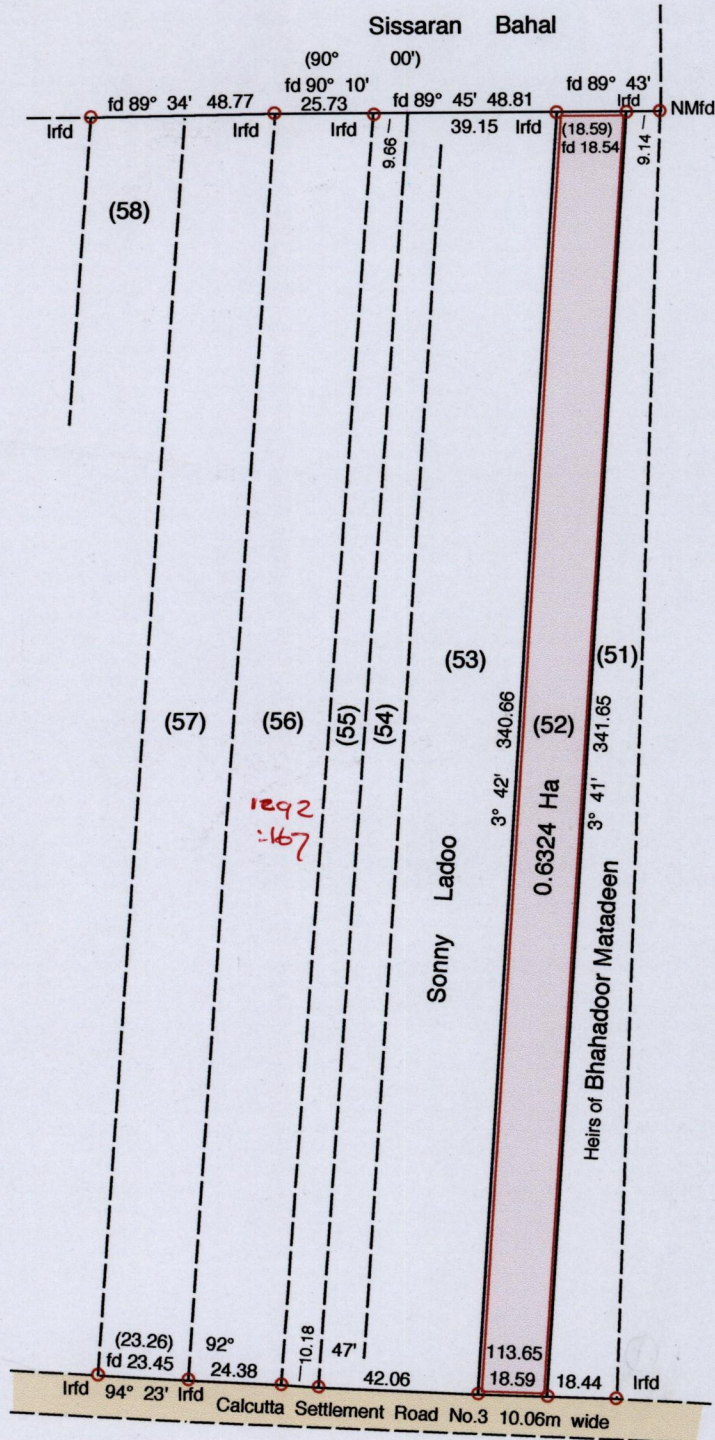 Sissaran Bahal
(90° 00')
fd 90° 10'
fd 89° 43'
fd 89° 34' 48.77
25.73
fd 89° 45' 48.81
Irfd
NMfd
Irfd
Irfd
Irfd
9.66
39.15
Irfd
(18.59)
fd 18.54
9.14
(58)
(53)
(51)
(57)
(56)
(55)
(54)
340.66
(52)
341.65
3° 42'
0.6324 Ha
3° 41'
1292
Sonny Ladoo
Heirs of Bhahadoor Matadeen
(23.26)
92°
10.18
47'
113.65
fd 23.45
24.38
42.06
18.59
18.44
Irfd
Irfd
94° 23'
Irfd
Calcutta Settlement Road No.3 10.06m wide